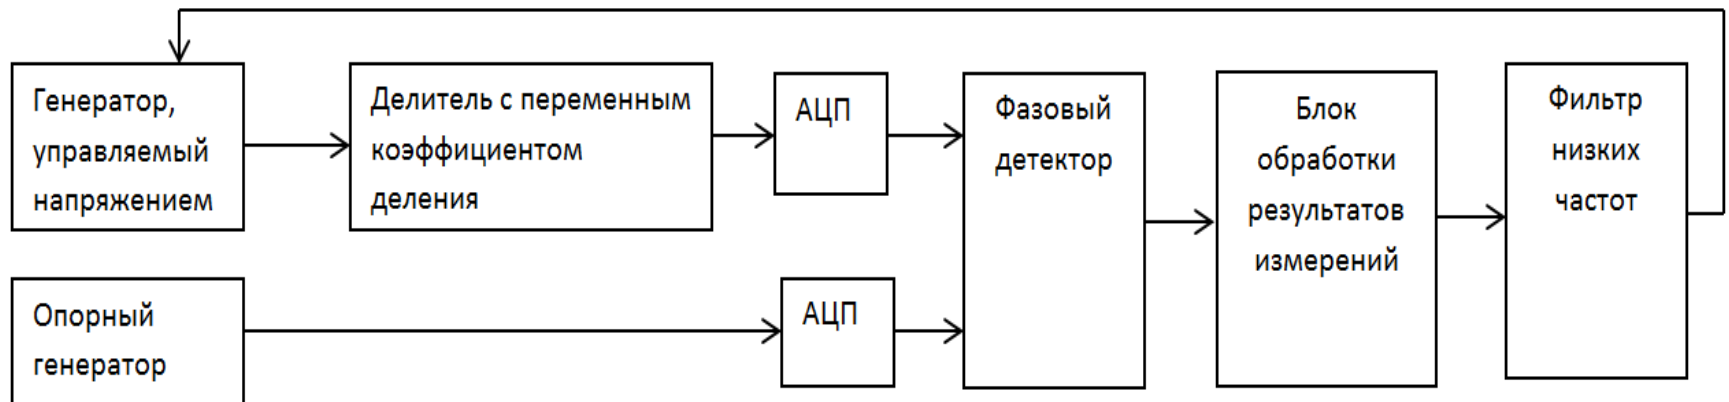 Генератор,
управляемый
напряжением
Делитель с переменным
коэффициентом
деления
АЦП
Фазовый
детектор
Блок
обработки
результатов
измерений
Фильтр
низких
частот
Опорный
генератор
АЦП